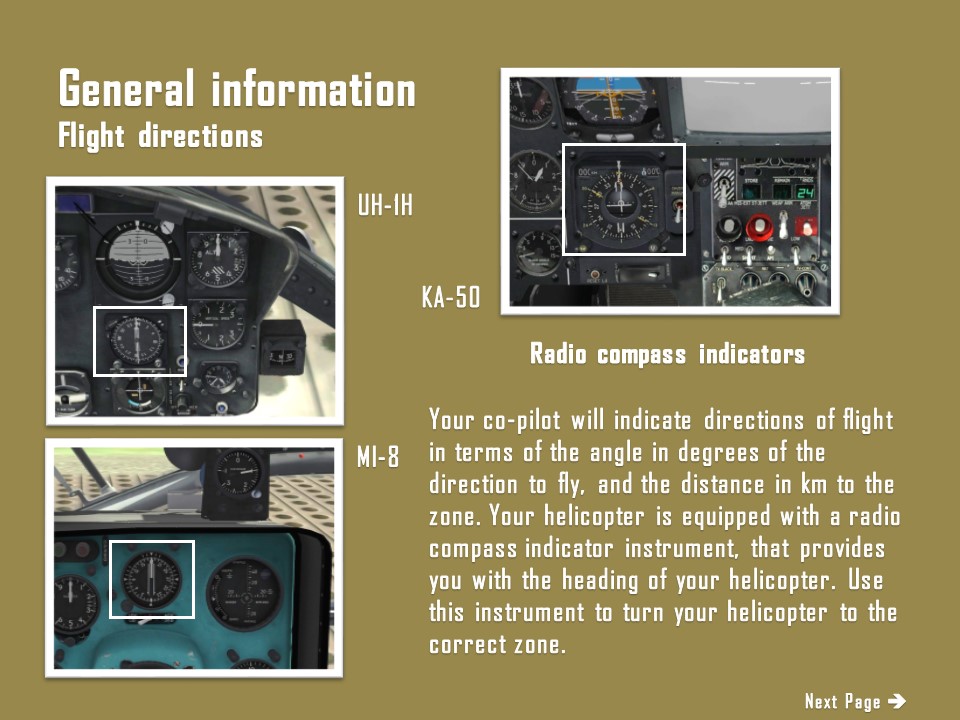 General information
Flight directions
UH-1H
KA-50
Radio compass indicators
MI-8
Your co-pilot will indicate directions of flight
in terms of the angle in degrees of the
direction to fly, and the distance in km to the
zone. Your helicopter is equipped with a radio
compass indicator instrument, that provides
you with the heading of your helicopter. Use
this instrument to turn your helicopter to the
correct zone.
24
Next Page →